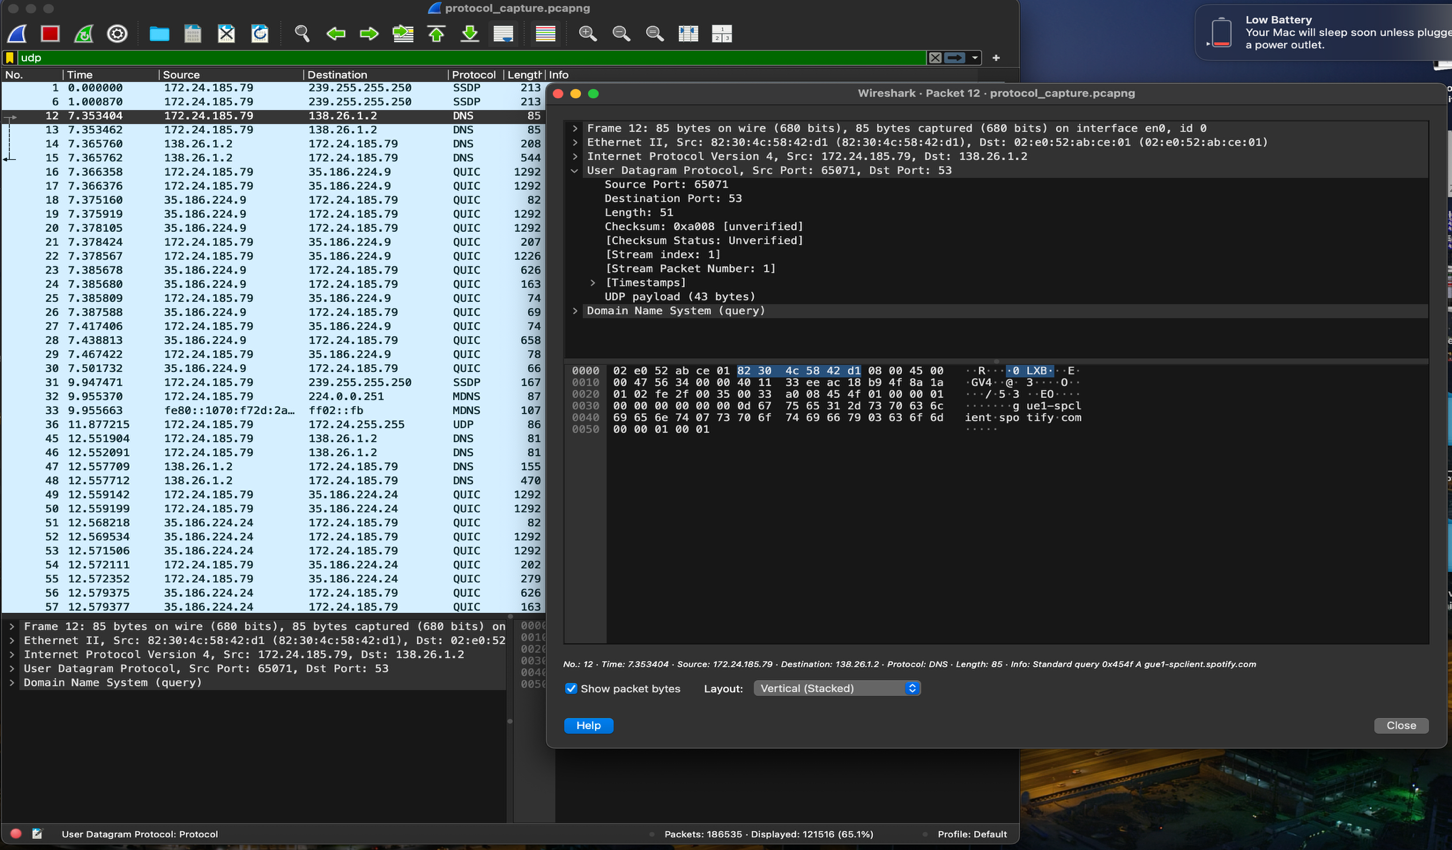 protocol_capture.pcapng
Low Battery
Your Mac will sleep soon unless plugge
a power outlet.
udp
No. Time Source Destination Protocol Length Info
1 0.000000 172.24.185.79 239.255.255.250 SSDP 213
6 1.000870 172.24.185.79 239.255.255.250 SSDP 213
12 7.353404 172.24.185.79 138.26.1.2 DNS 85
13 7.353462 172.24.185.79 138.26.1.2 DNS 85
14 7.365760 138.26.1.2 172.24.185.79 DNS 208
15 7.365762 138.26.1.2 172.24.185.79 DNS 544
16 7.366358 172.24.185.79 35.186.224.9 QUIC 1292
17 7.366376 172.24.185.79 35.186.224.9 QUIC 1292
18 7.375160 35.186.224.9 172.24.185.79 QUIC 82
19 7.375919 35.186.224.9 172.24.185.79 QUIC 1292
20 7.378105 35.186.224.9 172.24.185.79 QUIC 1292
21 7.378424 172.24.185.79 35.186.224.9 QUIC 207
22 7.378567 172.24.185.79 35.186.224.9 QUIC 1226
23 7.385678 35.186.224.9 172.24.185.79 QUIC 626
24 7.385680 35.186.224.9 172.24.185.79 QUIC 163
25 7.385809 172.24.185.79 35.186.224.9 QUIC 74
26 7.387588 35.186.224.9 172.24.185.79 QUIC 69
27 7.417406 172.24.185.79 35.186.224.9 QUIC 74
28 7.438813 35.186.224.9 172.24.185.79 QUIC 658
29 7.467422 172.24.185.79 35.186.224.9 QUIC 78
30 7.501732 35.186.224.9 172.24.185.79 QUIC 66
31 9.947471 172.24.185.79 239.255.255.250 SSDP 167
32 9.955370 172.24.185.79 224.0.0.251 MDNS 87
33 9.955663 fe80::1070:f72d:2a… ff02::fb MDNS 107
36 11.877215 172.24.185.79 172.24.255.255 UDP 86
45 12.551904 172.24.185.79 138.26.1.2 DNS 81
46 12.552091 172.24.185.79 138.26.1.2 DNS 81
47 12.557709 138.26.1.2 172.24.185.79 DNS 155
48 12.557712 138.26.1.2 172.24.185.79 DNS 470
49 12.559142 172.24.185.79 35.186.224.24 QUIC 1292
50 12.559199 172.24.185.79 35.186.224.24 QUIC 1292
51 12.568218 35.186.224.24 172.24.185.79 QUIC 82
52 12.569534 35.186.224.24 172.24.185.79 QUIC 1292
53 12.571506 35.186.224.24 172.24.185.79 QUIC 1292
54 12.572111 172.24.185.79 35.186.224.24 QUIC 202
55 12.572352 172.24.185.79 35.186.224.24 QUIC 279
56 12.579375 35.186.224.24 172.24.185.79 QUIC 626
57 12.579377 35.186.224.24 172.24.185.79 QUIC 163
Frame 12: 85 bytes on wire (680 bits), 85 bytes captured (680 bits) on
Ethernet II, Src: 82:30:4c:58:42:d1 (82:30:4c:58:42:d1), Dst: 02:e0:52
Internet Protocol Version 4, Src: 172.24.185.79, Dst: 138.26.1.2
User Datagram Protocol, Src Port: 65071, Dst Port: 53
Domain Name System (query)
0000
0010
0020
0030
0040
0050
User Datagram Protocol: Protocol
Packets: 186535 · Displayed: 121516 (65.1%)
Profile: Default
Wireshark · Packet 12 · protocol_capture.pcapng
Frame 12: 85 bytes on wire (680 bits), 85 bytes captured (680 bits) on interface en0, id 0
Ethernet II, Src: 82:30:4c:58:42:d1 (82:30:4c:58:42:d1), Dst: 02:e0:52:ab:ce:01 (02:e0:52:ab:ce:01)
Internet Protocol Version 4, Src: 172.24.185.79, Dst: 138.26.1.2
User Datagram Protocol, Src Port: 65071, Dst Port: 53
Source Port: 65071
Destination Port: 53
Length: 51
Checksum: 0xa008 [unverified]
[Checksum Status: Unverified]
[Stream index: 1]
[Stream Packet Number: 1]
[Timestamps]
UDP payload (43 bytes)
Domain Name System (query)
0000 02 e0 52 ab ce 01 82 30 4c 58 42 d1 08 00 45 00 ··R····0 LXB···E·
0010 00 47 56 34 00 00 40 11 33 ee ac 18 b9 4f 8a 1a ·GV4··@· 3····O··
0020 01 02 fe 2f 00 35 00 33 a0 08 45 4f 01 00 00 01 ···/·5·3 ··EO····
0030 00 00 00 00 00 00 0d 67 75 65 31 2d 73 70 63 6c ·······g ue1-spcl
0040 69 65 6e 74 07 73 70 6f 74 69 66 79 03 63 6f 6d ient·spo tify·com
0050 00 00 01 00 01 ·····
No.: 12 · Time: 7.353404 · Source: 172.24.185.79 · Destination: 138.26.1.2 · Protocol: DNS · Length: 85 · Info: Standard query 0x454f A gue1-spclient.spotify.com
Show packet bytes Layout: Vertical (Stacked)
Help
Close